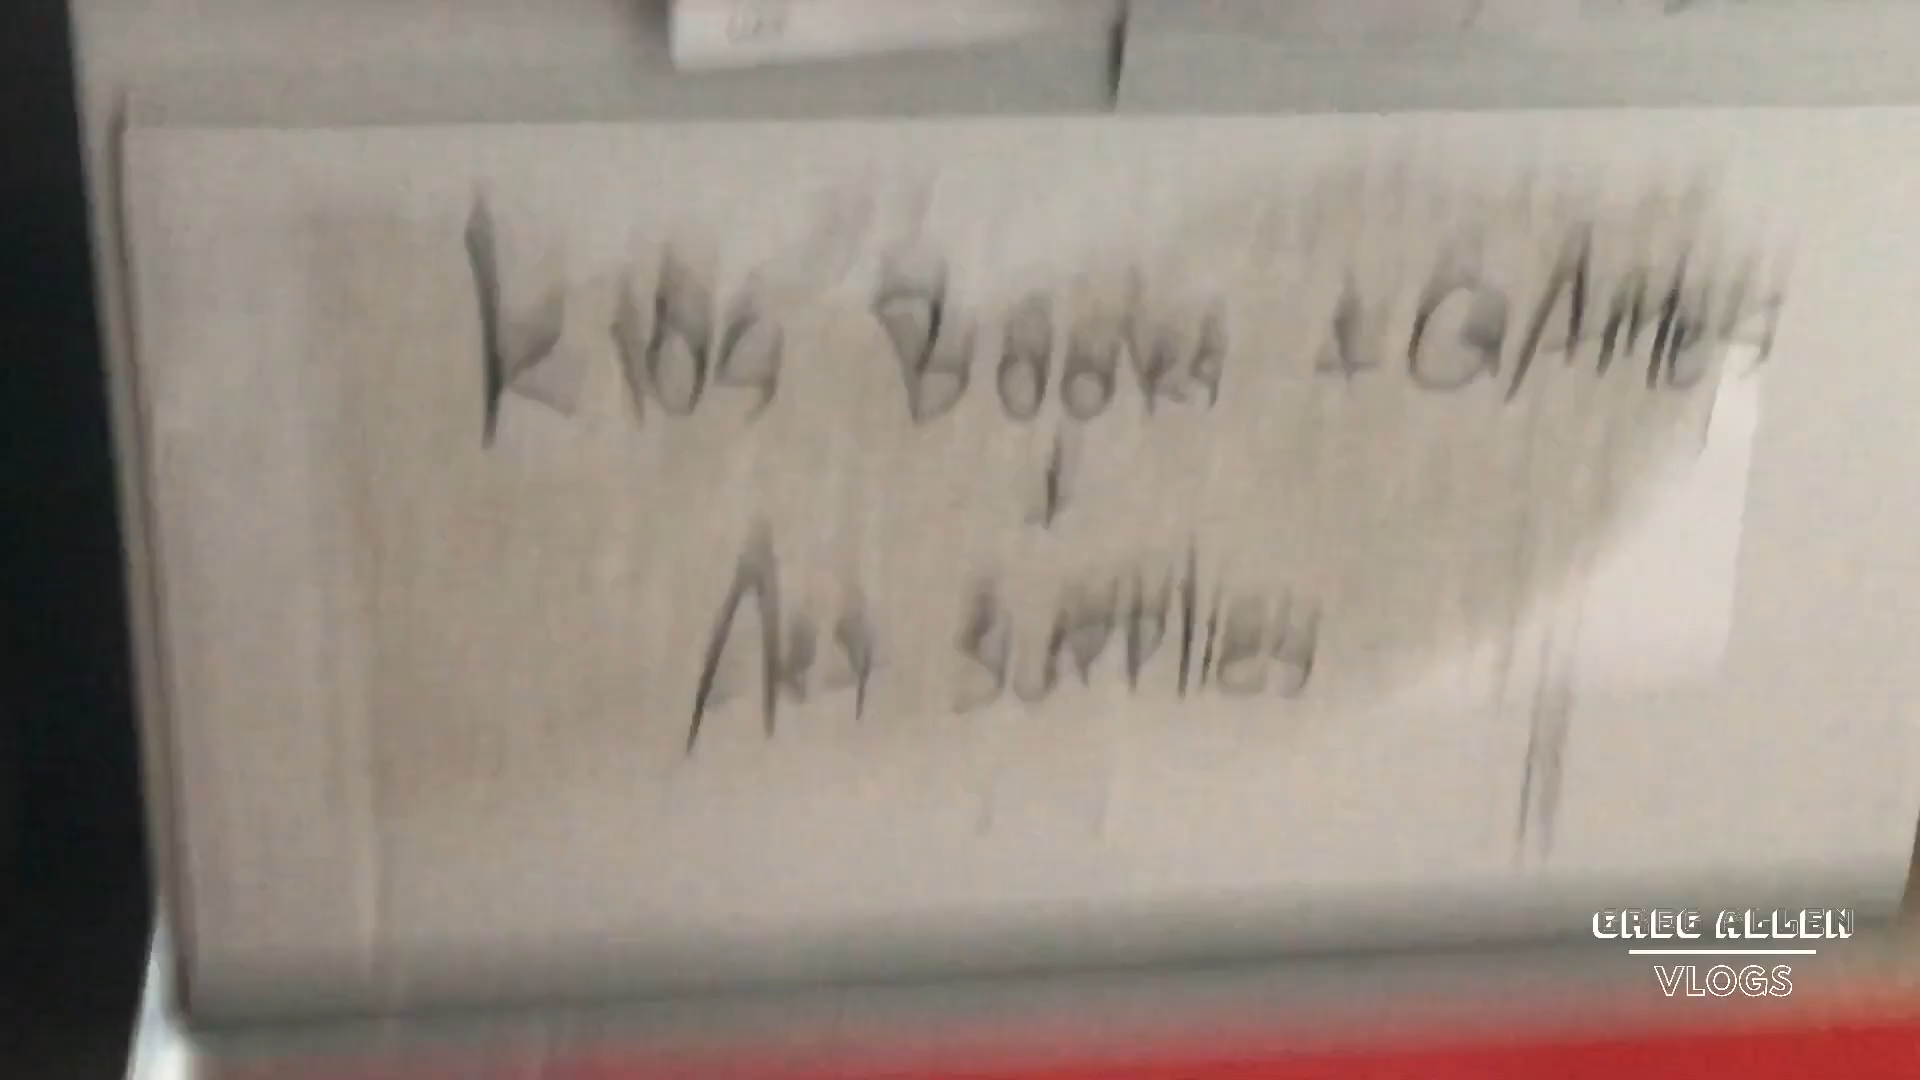 KIDS BOOKS + GAMES
+
ART SUPPLIES
GREG ALLEN
VLOGS